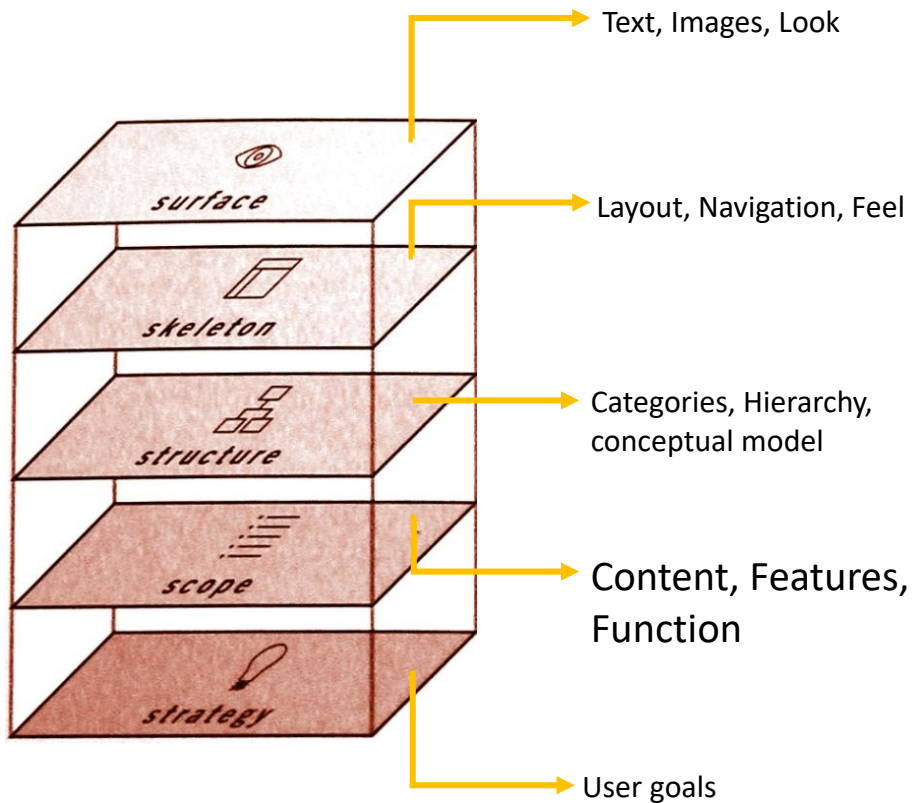 Text, Images, Look
surface
Layout, Navigation, Feel
skeleton
Categories, Hierarchy,
conceptual model
structure
Content, Features,
Function
scope
strategy
User goals